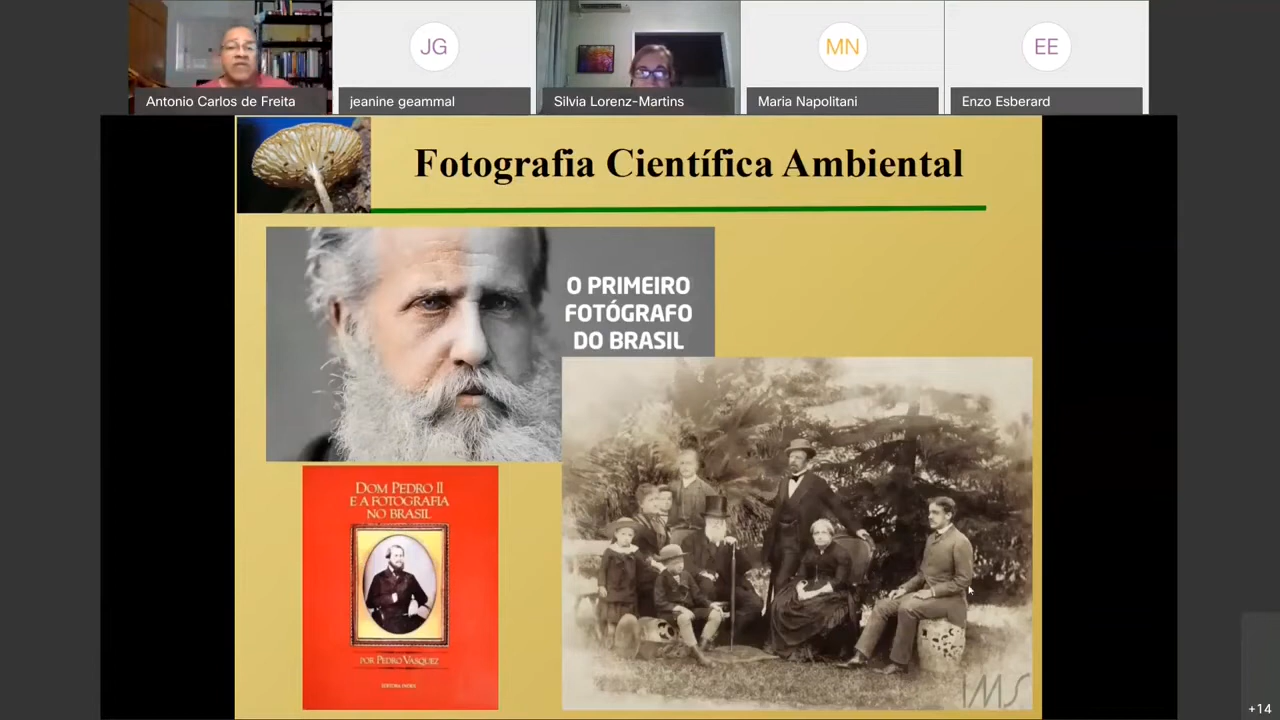 JG
MN
EE
Antonio Carlos de Freita
jeanine geammal
Silvia Lorenz-Martins
Maria Napolitani
Enzo Esberard
Fotografia Científica Ambiental
O PRIMEIRO
FOTÓGRAFO
DO BRASIL
DOM PEDRO II
E A FOTOGRAFIA
NO BRASIL
POR PEDRO VASQUEZ
IMS
+14